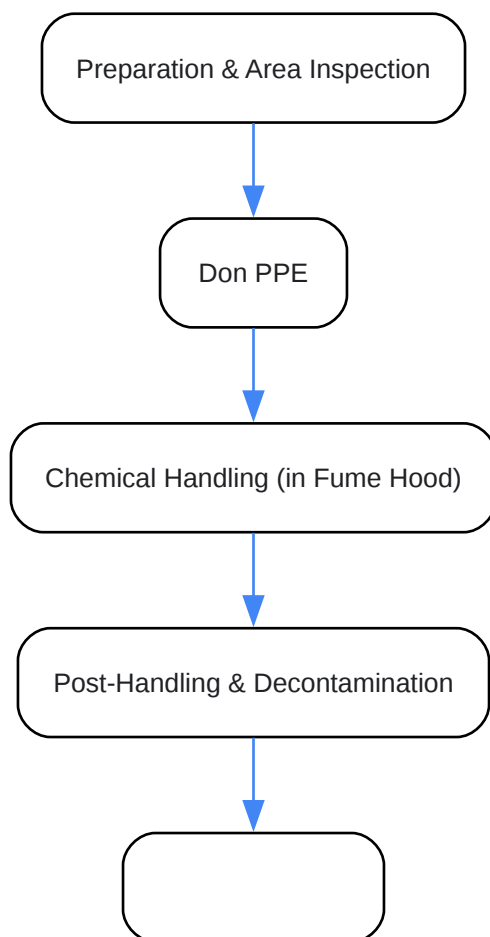 Preparation & Area Inspection
Don PPE
Chemical Handling (in Fume Hood)
Post-Handling & Decontamination